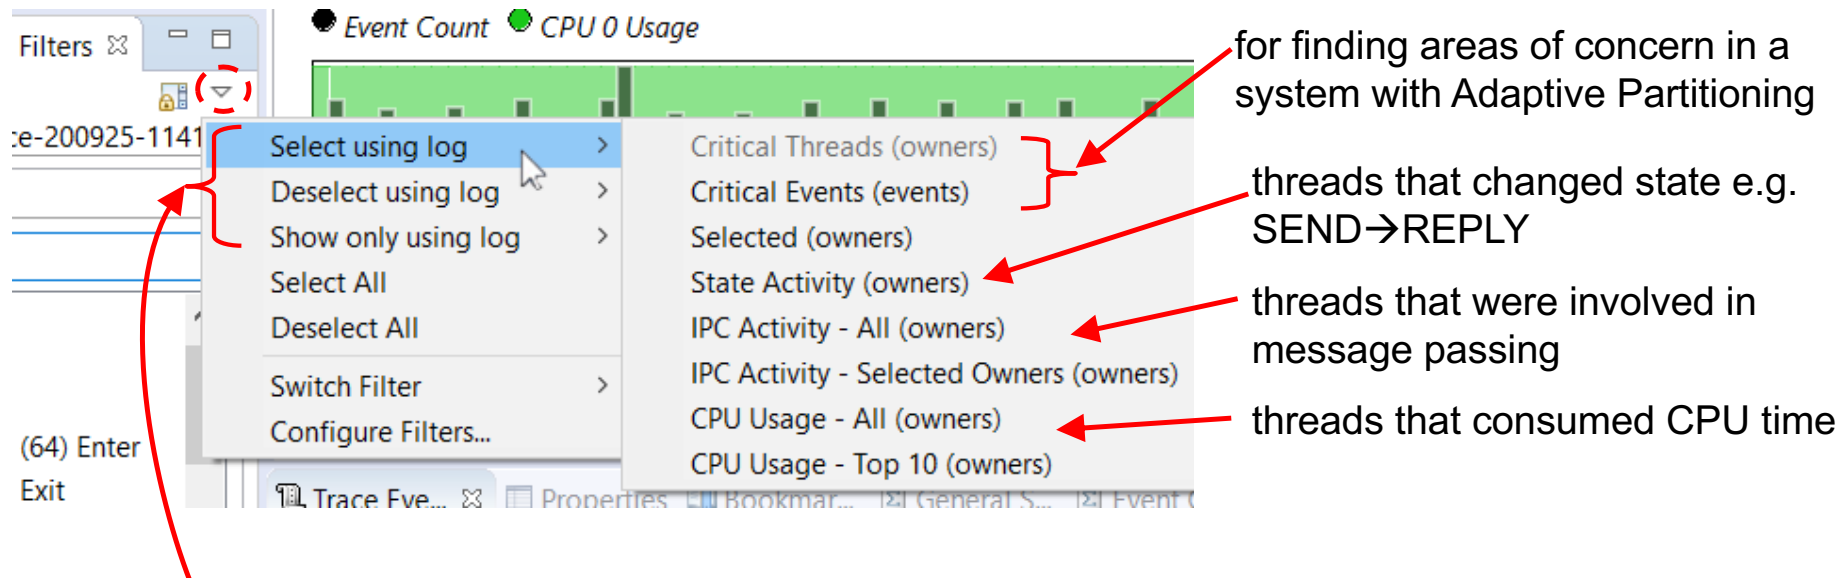 Event Count CPU 0 Usage
Filters
ce-200925-1141
Select using log
Deselect using log
Show only using log
Select All
Deselect All
Switch Filter
Configure Filters...
Critical Threads (owners)
Critical Events (events)
Selected (owners)
State Activity (owners)
IPC Activity - All (owners)
IPC Activity - Selected Owners (owners)
CPU Usage - All (owners)
CPU Usage - Top 10 (owners)
for finding areas of concern in a
system with Adaptive Partitioning
threads that changed state e.g.
SEND→REPLY
threads that were involved in
message passing
threads that consumed CPU time
(64) Enter
Exit
Trace Eve... Properties Bookmar... General S... Event